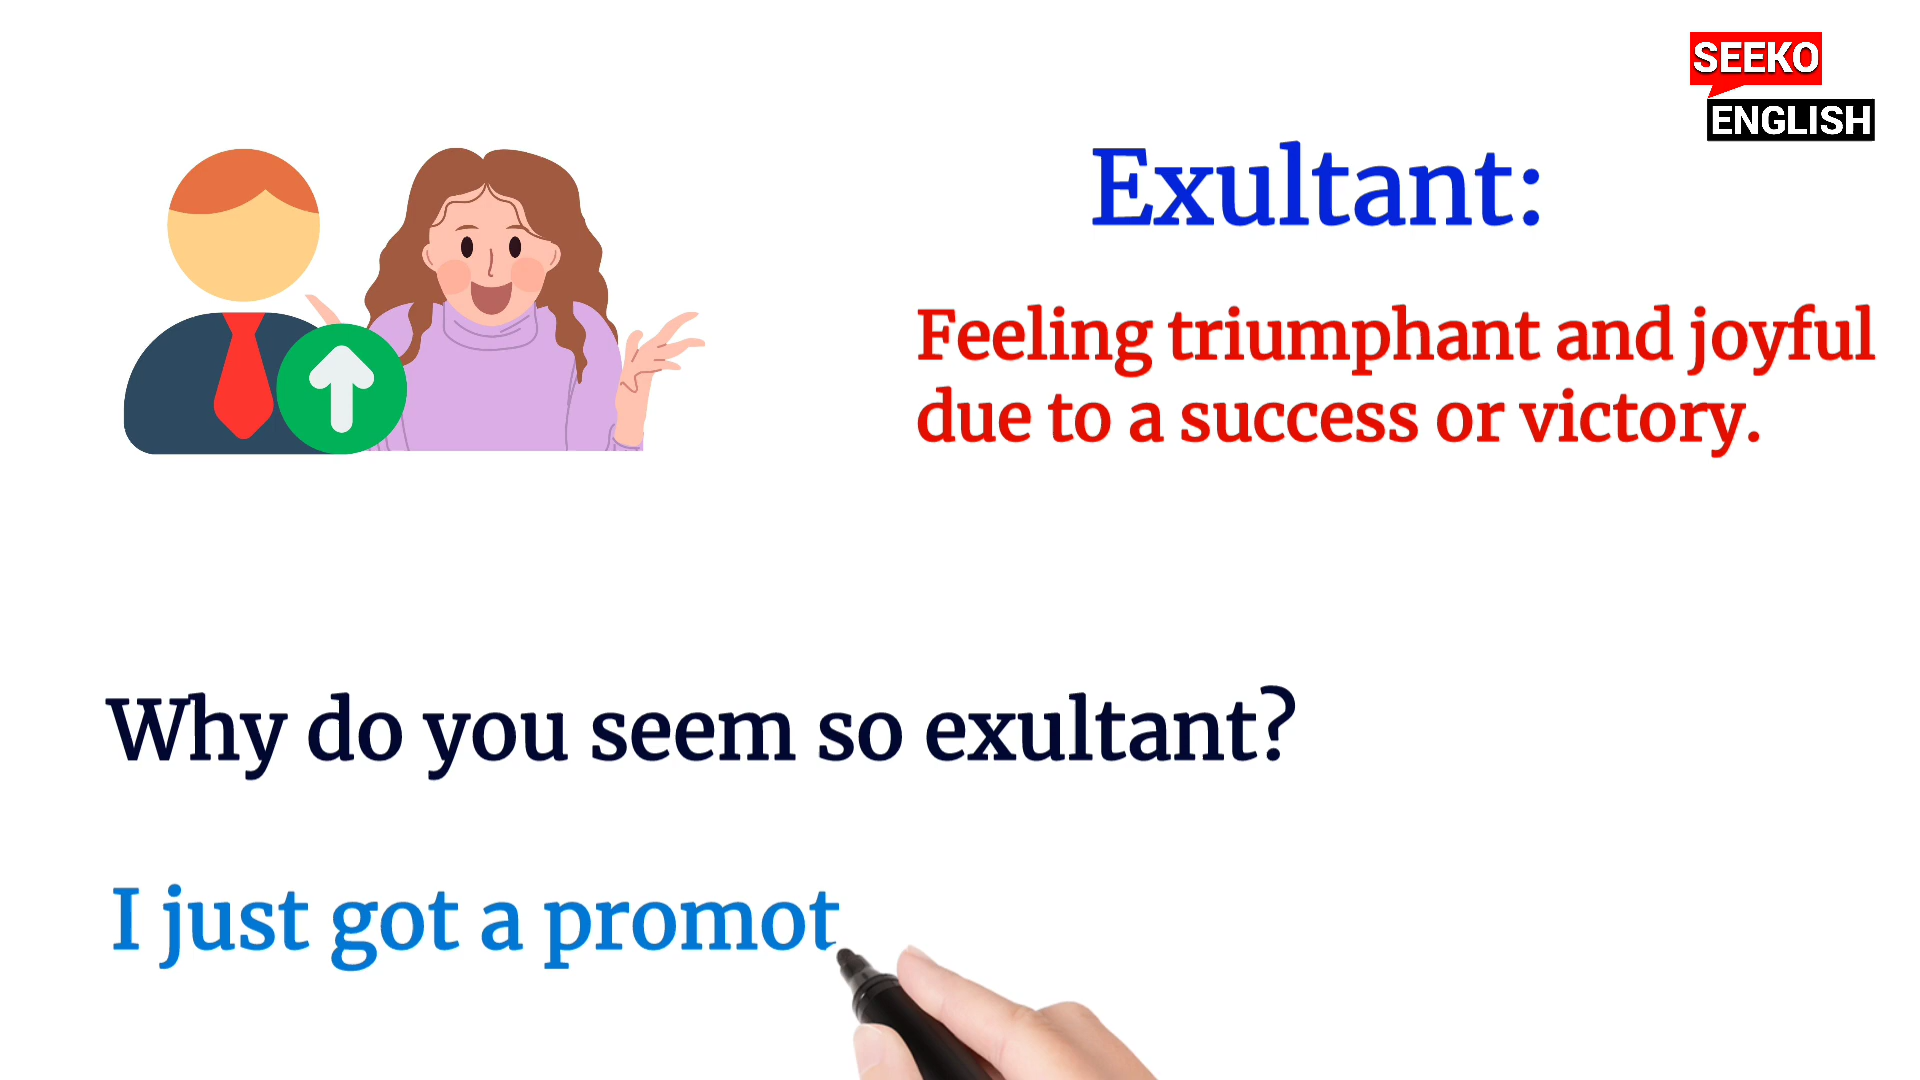 SEEKO
ENGLISH
Exultant:
Feeling triumphant and joyful
due to a success or victory.
Why do you seem so exultant?
I just got a promot